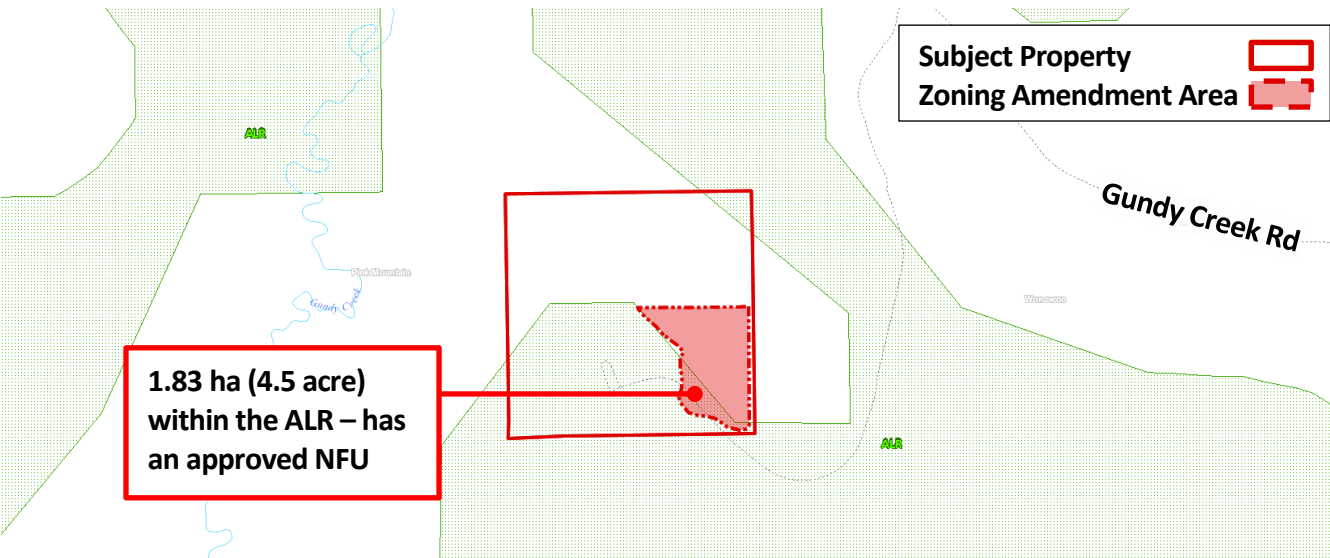 Subject Property
Zoning Amendment Area
ALR
Gundy Creek Rd
Pink Mountain
Wonowon
Gundy Creek
1.83 ha (4.5 acre)
within the ALR – has
an approved NFU
ALR